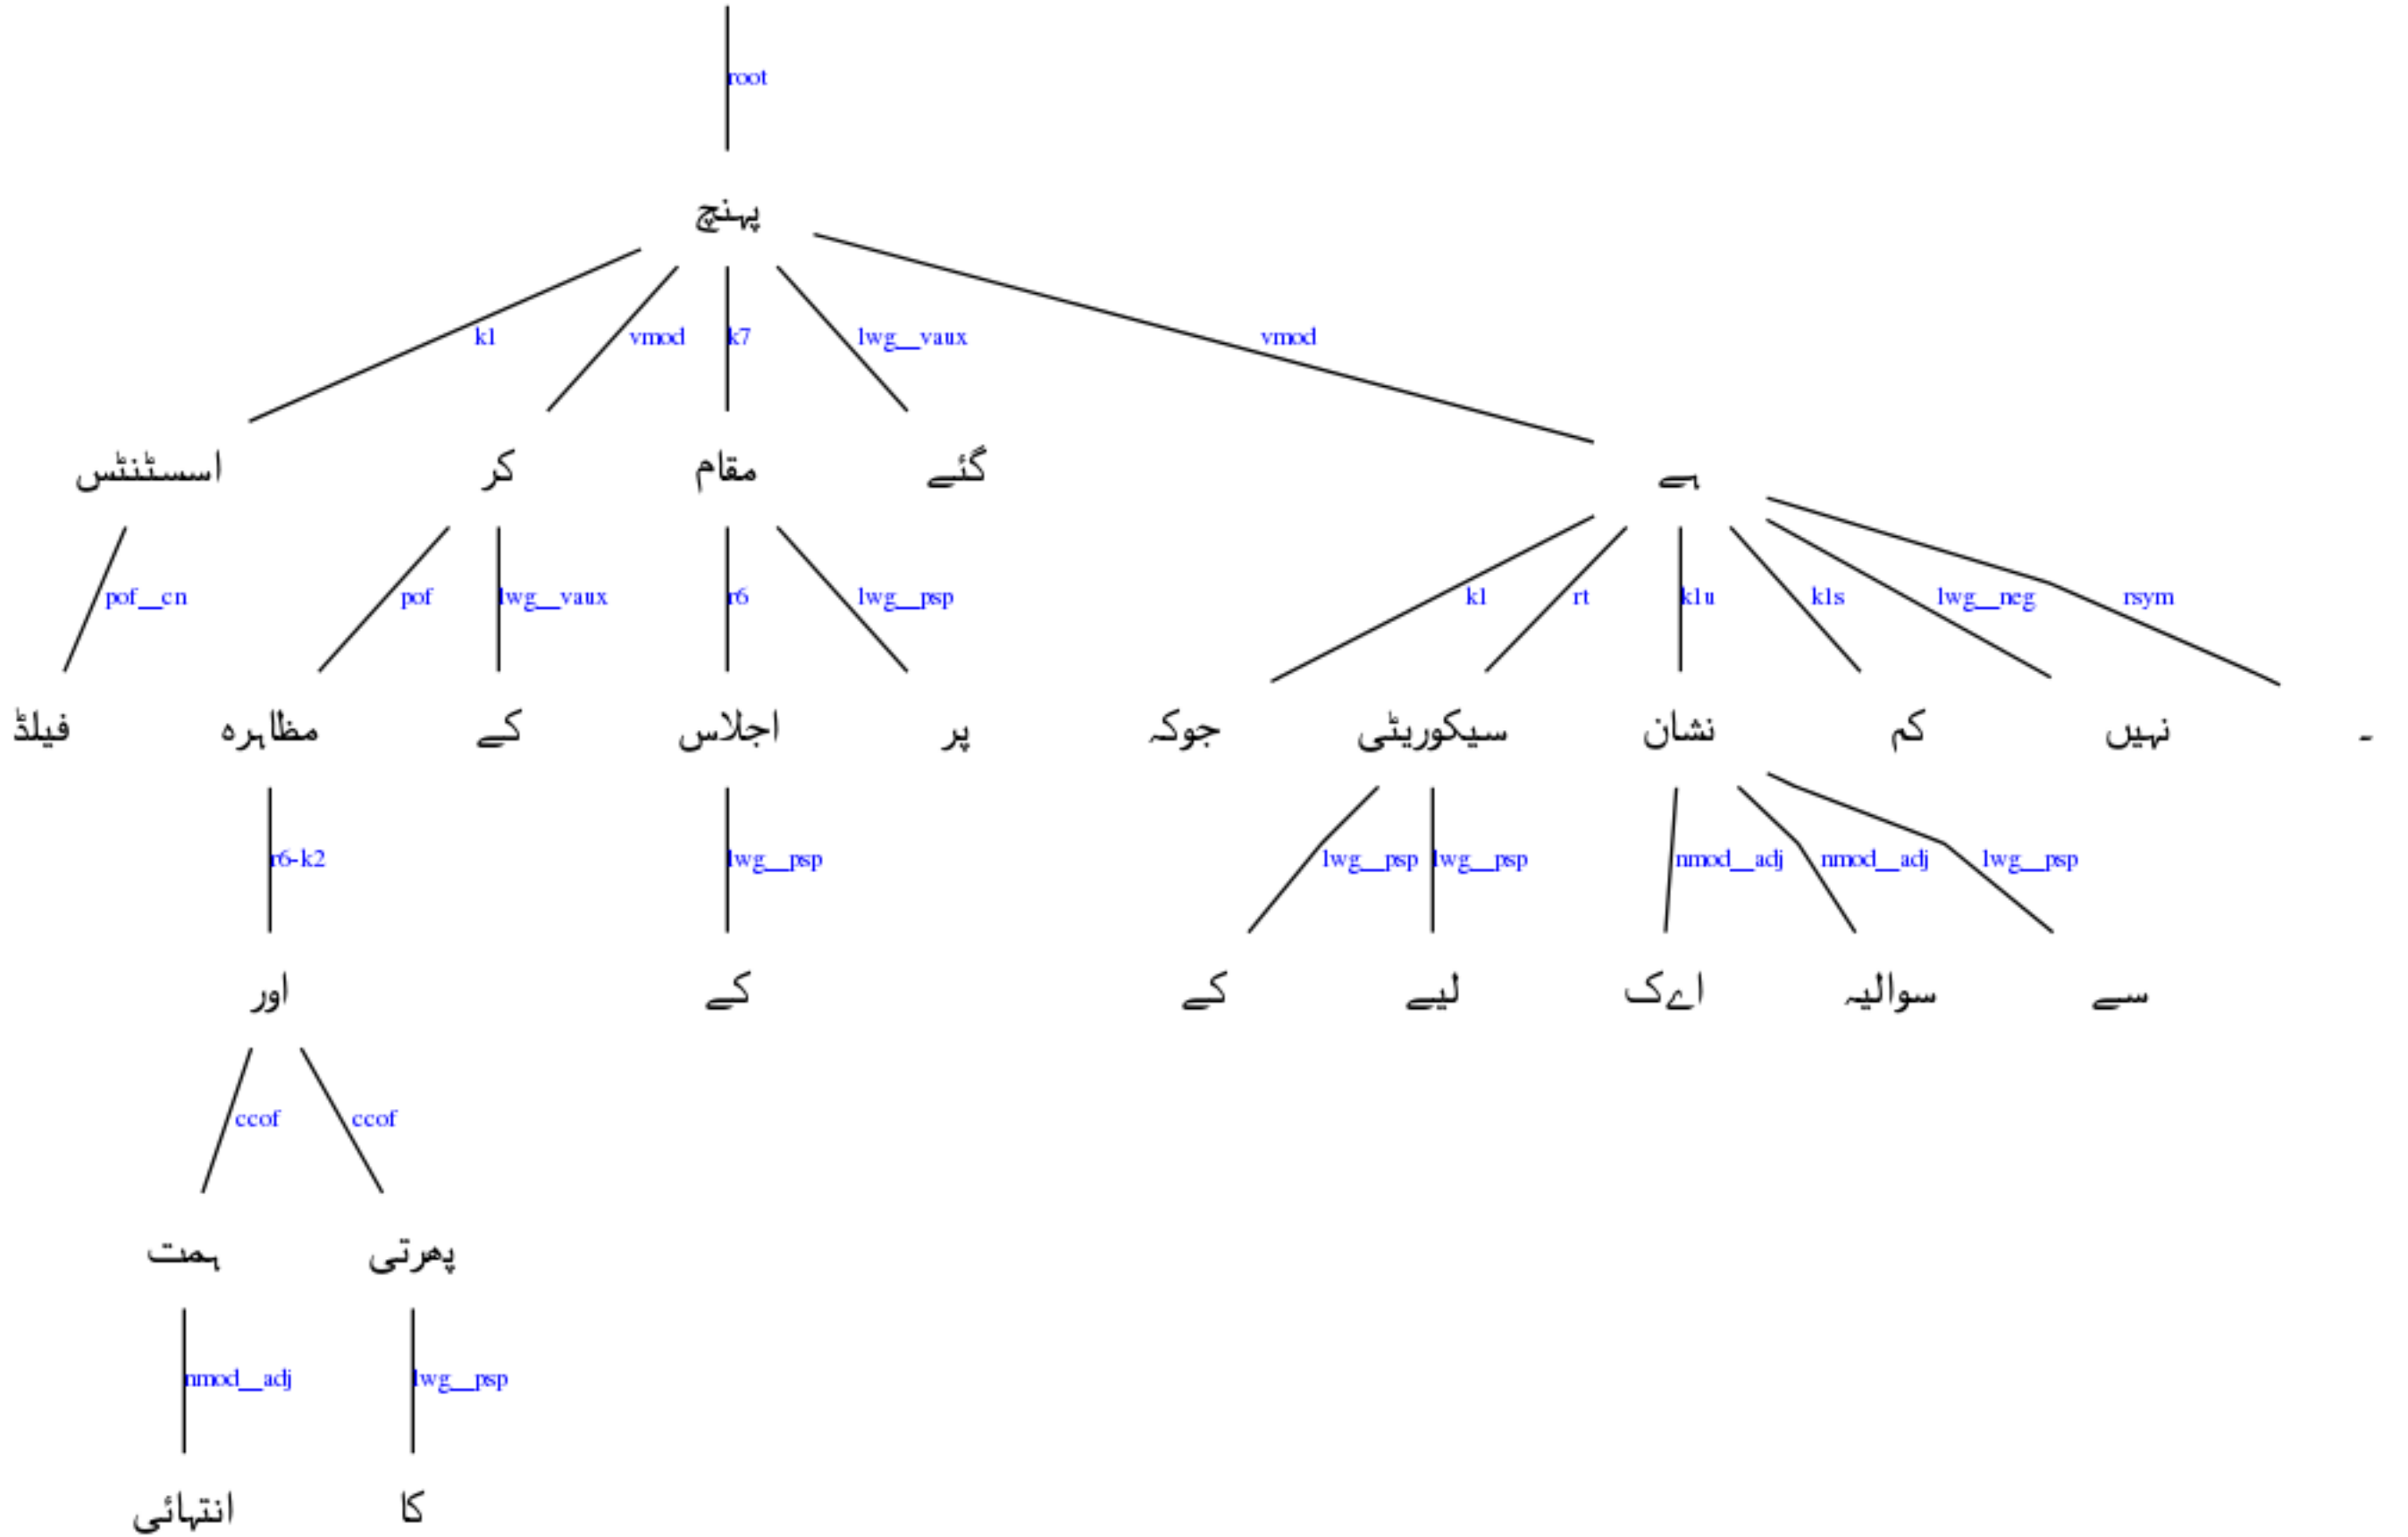 root
پہنچ
k1 vmod k7 lwg__vaux vmod
اسسٹنٹس کر مقام گئے ہے
pof__cn pof lwg__vaux r6 lwg__psp k1 rt k1u k1s lwg__neg rsym
فیلڈ مظاہرہ کے اجلاس پر جوکہ سیکوریٹی نشان کم نہیں ۔
r6-k2 lwg__psp lwg__psp lwg__psp nmod__adj nmod__adj lwg__psp
اور کے کے لیے اےک سوالیہ سے
ccof ccof
ہمت پھرتی
nmod__adj lwg__psp
انتہائی کا